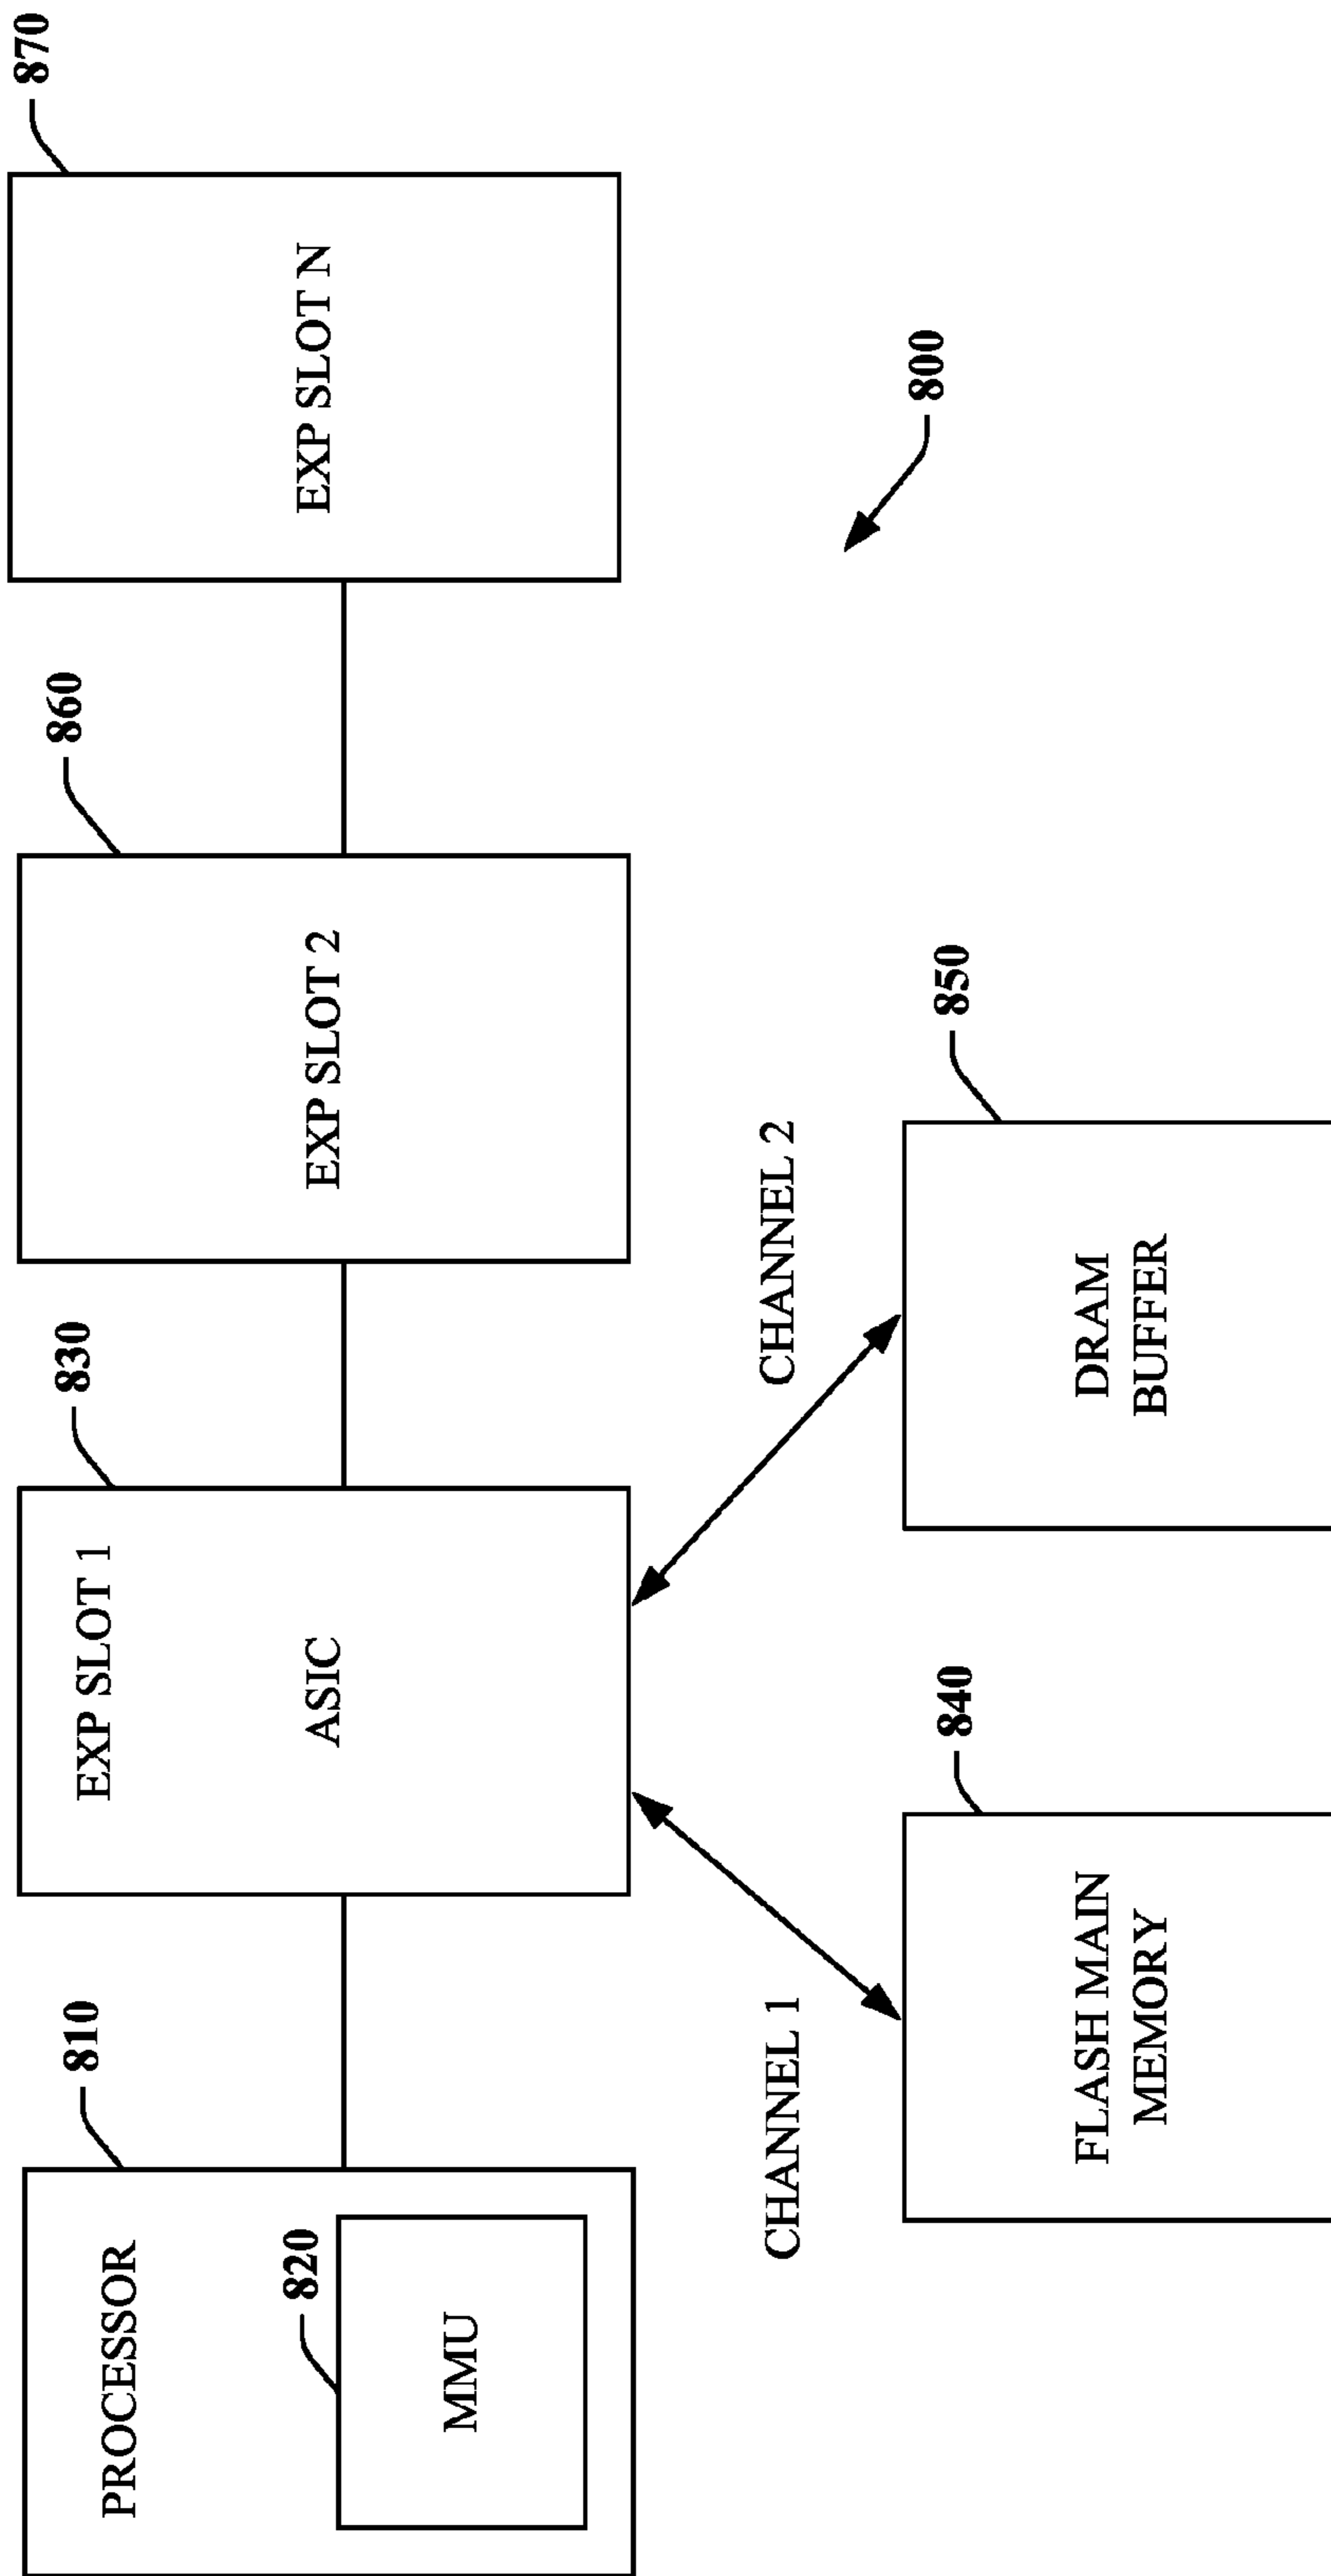 810
PROCESSOR
820
MMU
830
EXP SLOT 1
ASIC
860
EXP SLOT 2
870
EXP SLOT N
CHANNEL 1
CHANNEL 2
800
840
FLASH MAIN
MEMORY
850
DRAM
BUFFER